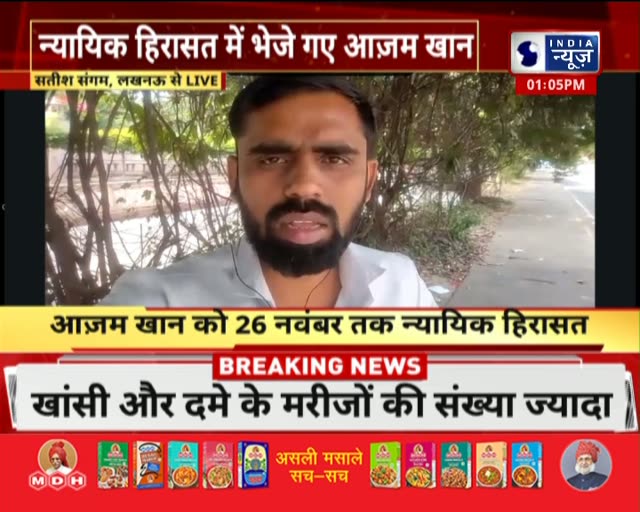 न्यायिक हिरासत में भेजे गए आज़म खान
INDIA
न्यूज़
सतीश संगम, लखनऊ से LIVE
01:05PM
आज़म खान को 26 नवंबर तक न्यायिक हिरासत
BREAKING NEWS
खांसी और दमे के मरीजों की संख्या ज्यादा
MDH
असली मसाले
सच–सच